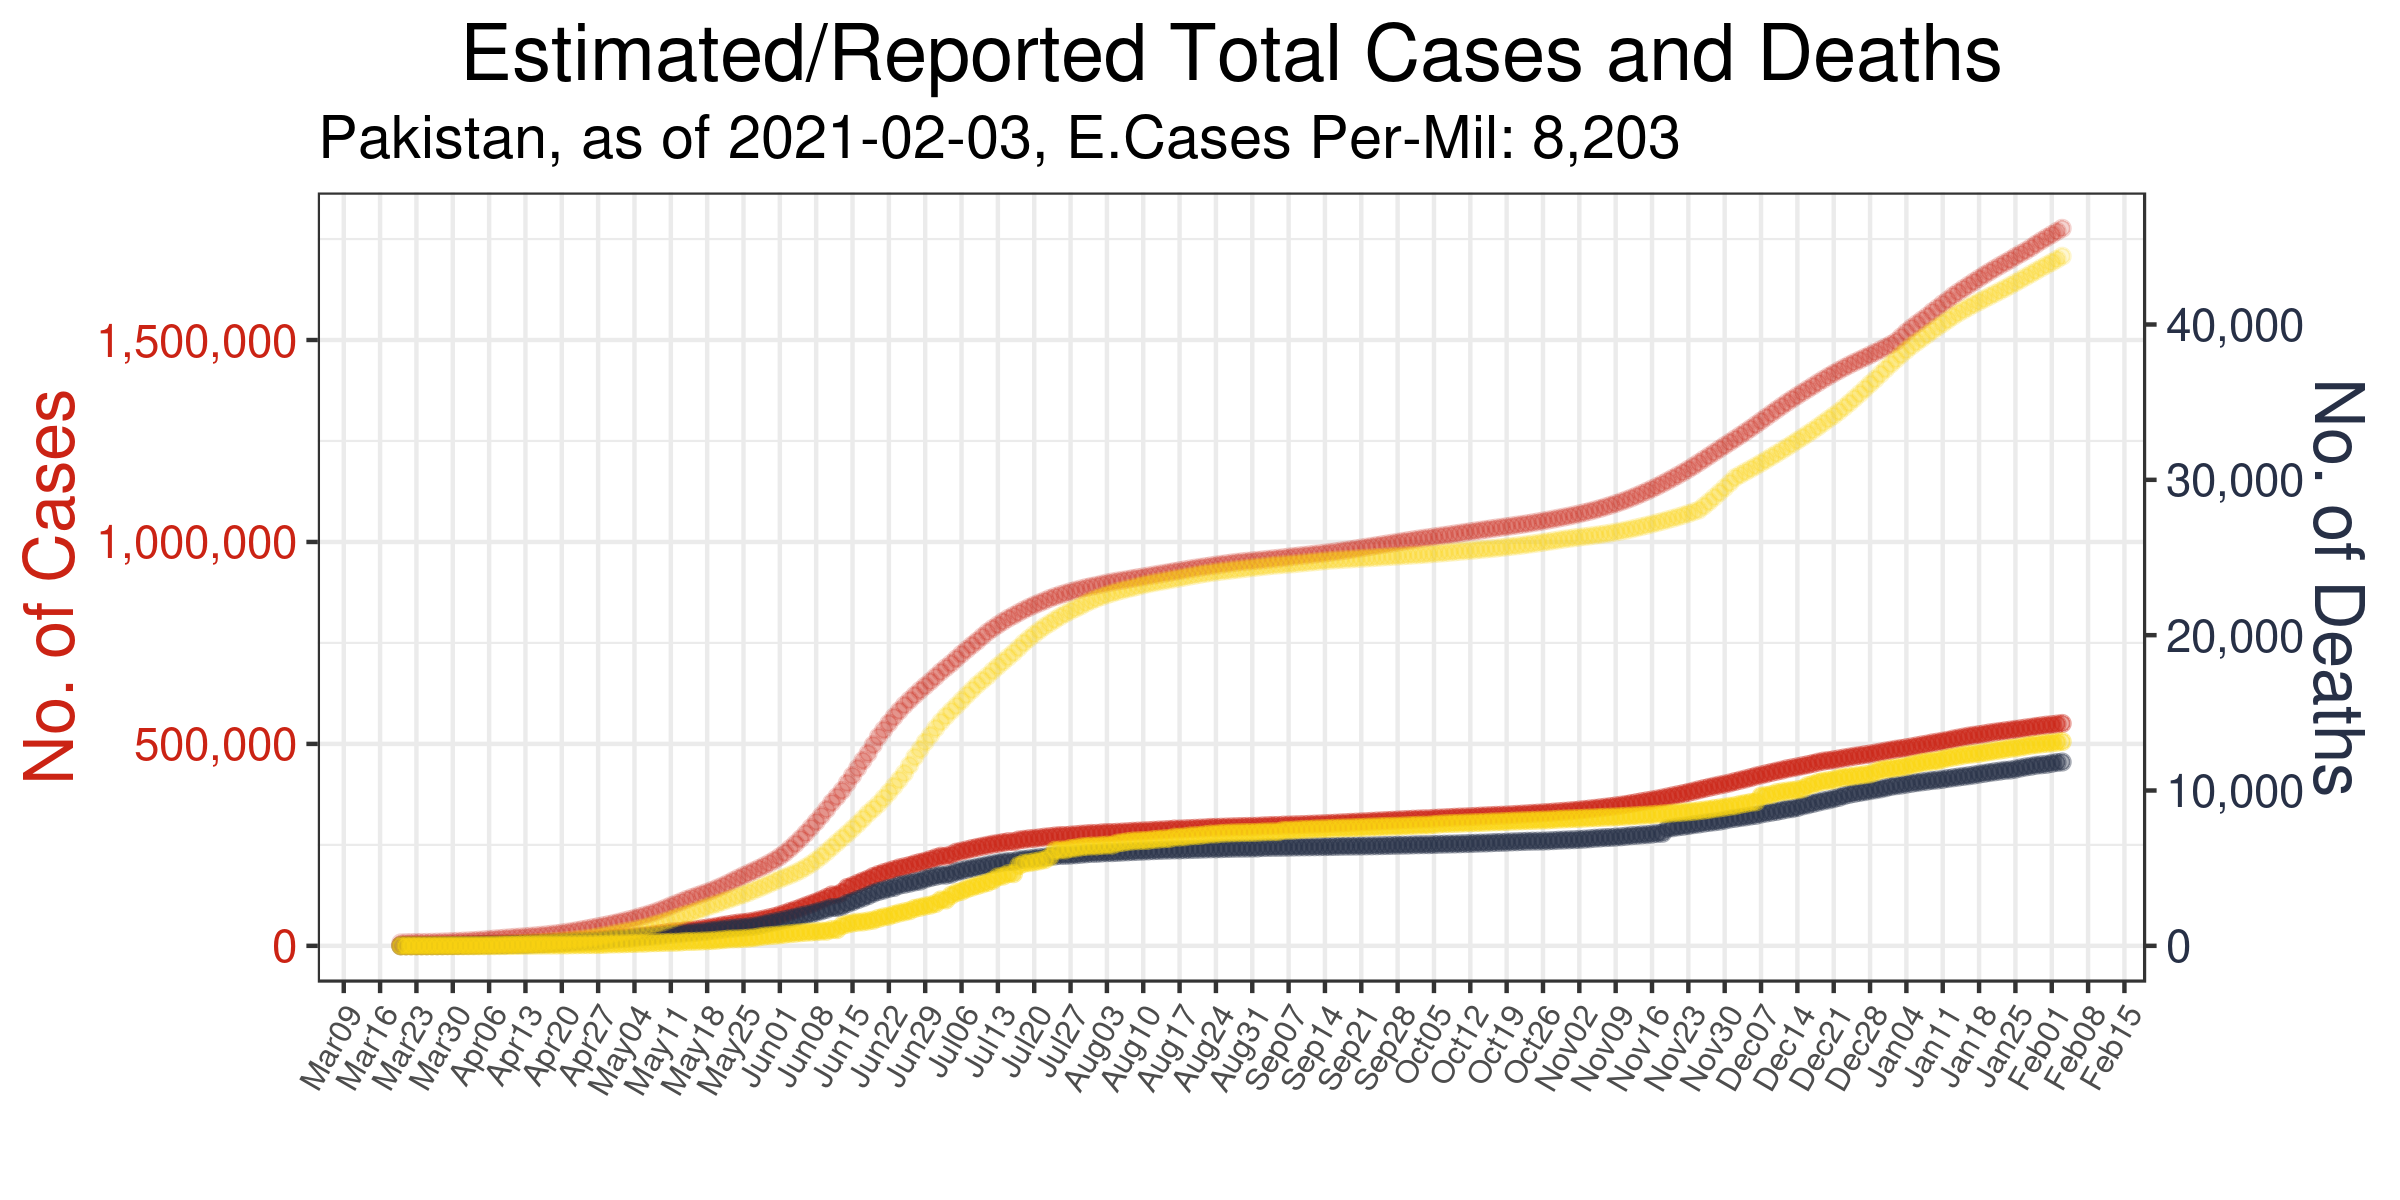 Estimated/Reported Total Cases and Deaths
Pakistan, as of 2021-02-03, E.Cases Per-Mil: 8,203
No. of Cases
1,500,000
1,000,000
500,000
0
40,000
30,000
20,000
10,000
0
No. of Deaths
Mar09 Mar16 Mar23 Mar30 Apr06 Apr13 Apr20 Apr27 May04 May11 May18 May25 Jun01 Jun08 Jun15 Jun22 Jun29 Jul06 Jul13 Jul20 Jul27 Aug03 Aug10 Aug17 Aug24 Aug31 Sep07 Sep14 Sep21 Sep28 Oct05 Oct12 Oct19 Oct26 Nov02 Nov09 Nov16 Nov23 Nov30 Dec07 Dec14 Dec21 Dec28 Jan04 Jan11 Jan18 Jan25 Feb01 Feb08 Feb15